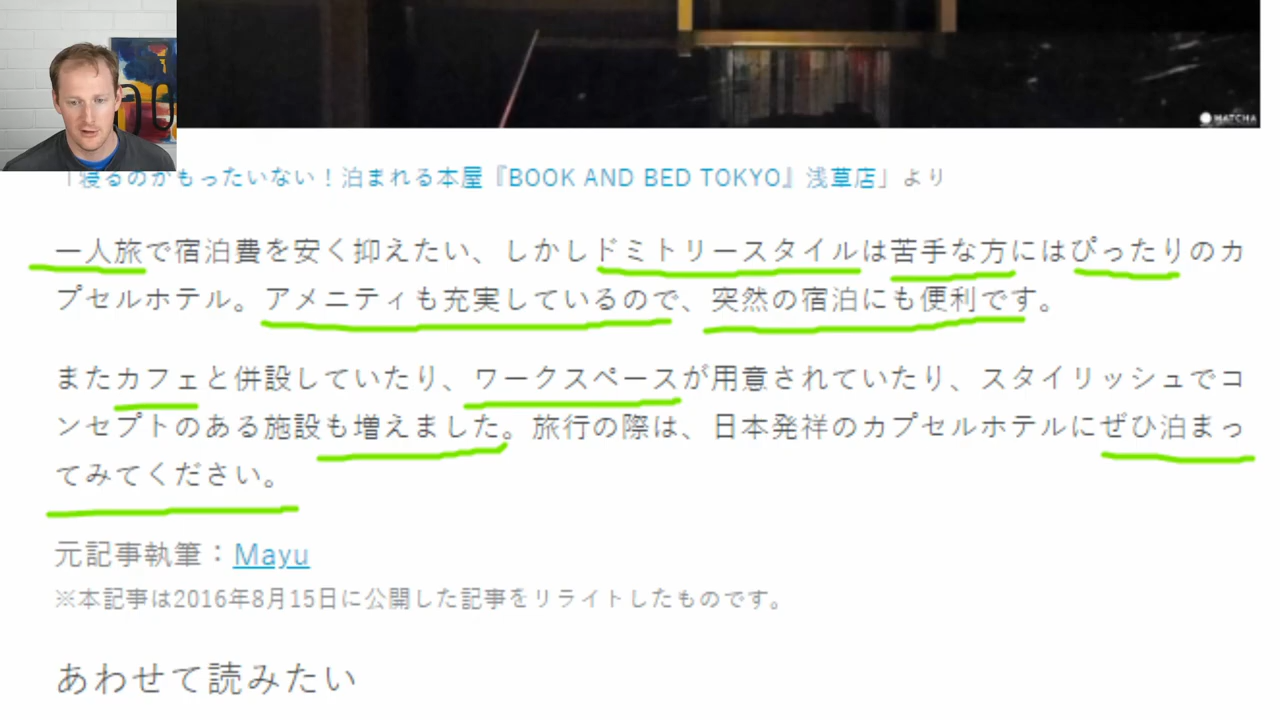 MATCHA
「寝るのがもったいない！泊まれる本屋『BOOK AND BED TOKYO』浅草店」より
一人旅で宿泊費を安く抑えたい、しかしドミトリースタイルは苦手な方にはぴったりのカ
プセルホテル。アメニティも充実しているので、突然の宿泊にも便利です。
またカフェと併設していたり、ワークスペースが用意されていたり、スタイリッシュでコ
ンセプトのある施設も増えました。旅行の際は、日本発祥のカプセルホテルにぜひ泊まっ
てみてください。
元記事執筆：Mayu
※本記事は2016年8月15日に公開した記事をリライトしたものです。
あわせて読みたい